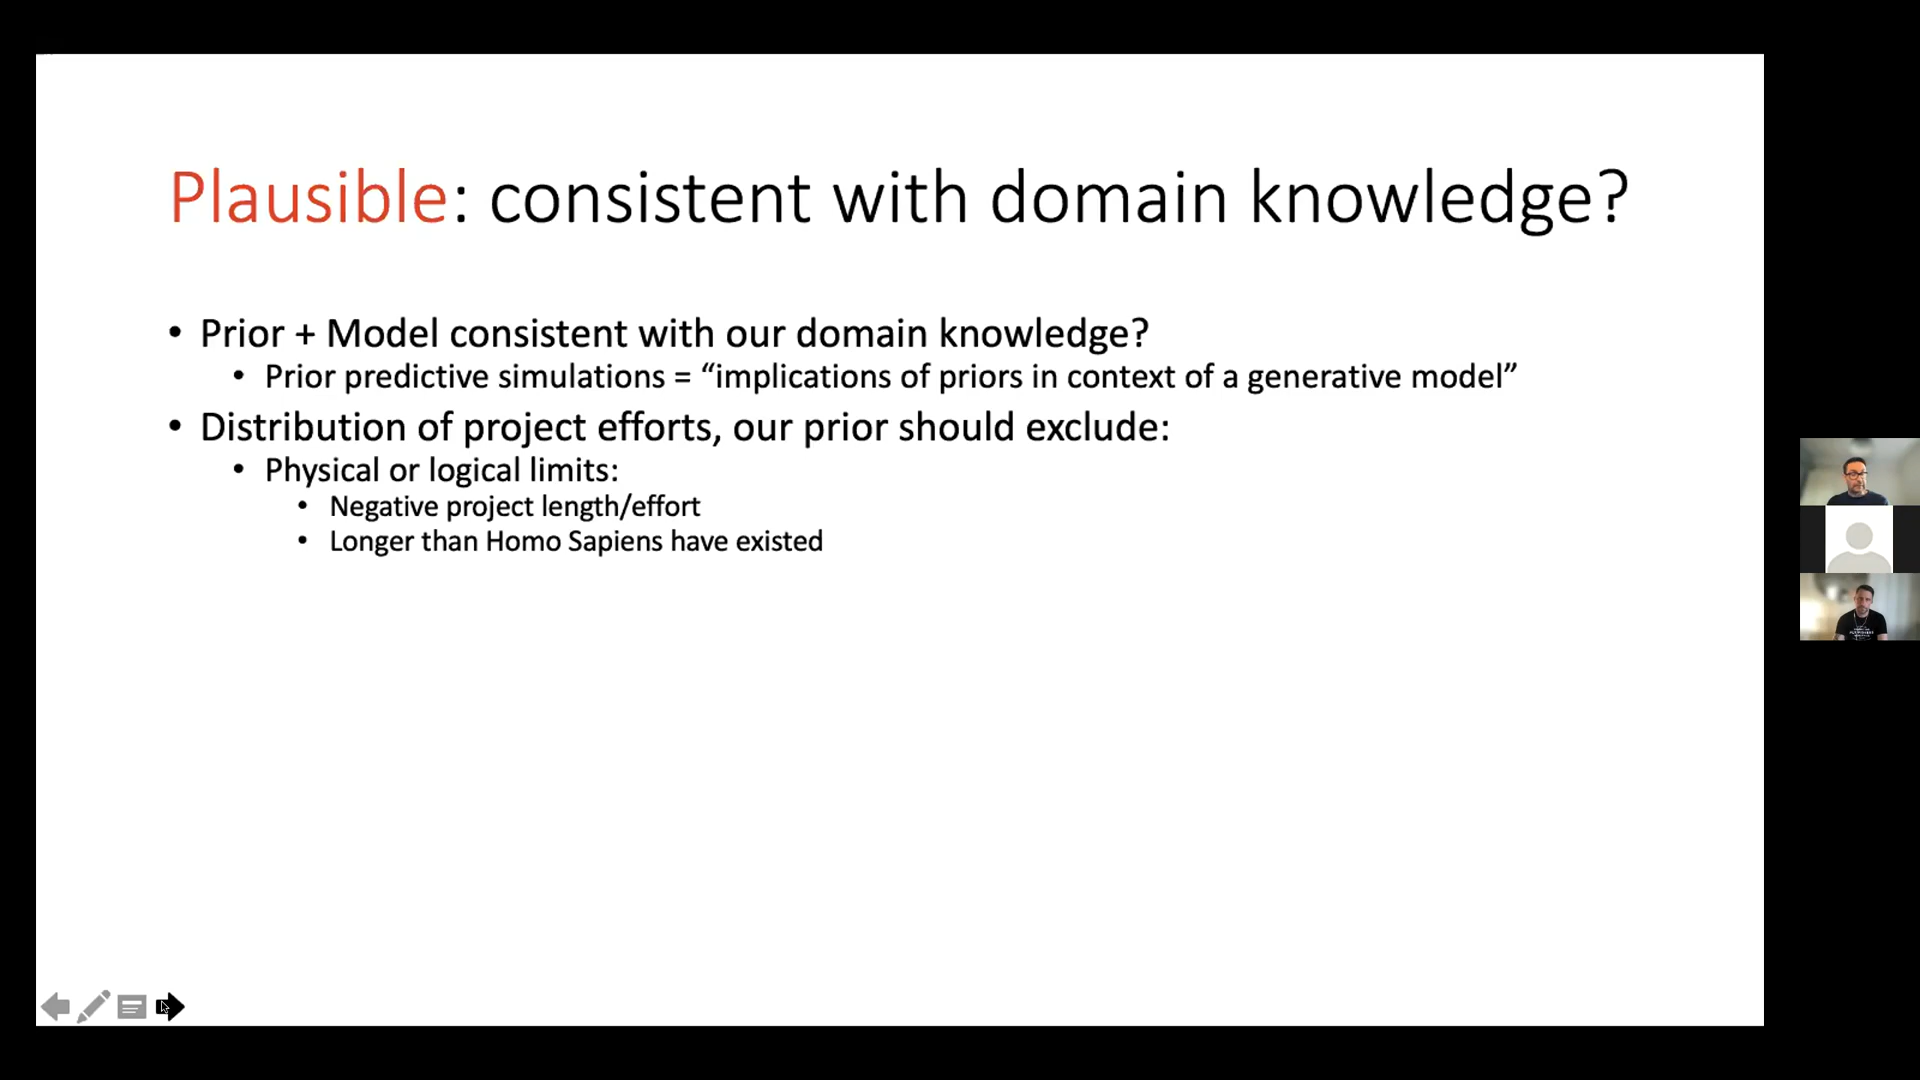 Plausible: consistent with domain knowledge?
• Prior + Model consistent with our domain knowledge?
• Prior predictive simulations = “implications of priors in context of a generative model”
• Distribution of project efforts, our prior should exclude:
• Physical or logical limits:
• Negative project length/effort
• Longer than Homo Sapiens have existed